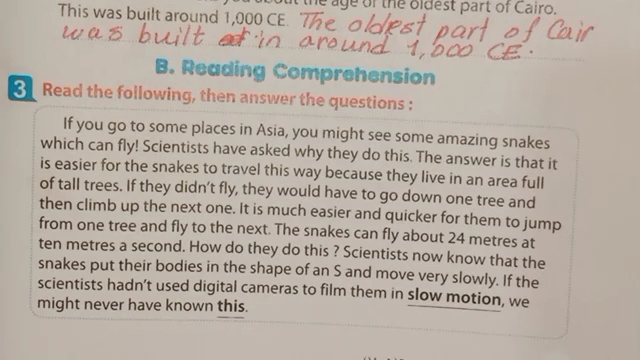 the age of the oldest part of Cairo.
This was built around 1,000 CE. The oldest part of Cair
was built in around 1,000 CE.
B. Reading Comprehension
3 Read the following, then answer the questions :
If you go to some places in Asia, you might see some amazing snakes
which can fly! Scientists have asked why they do this. The answer is that it
is easier for the snakes to travel this way because they live in an area full
of tall trees. If they didn't fly, they would have to go down one tree and
then climb up the next one. It is much easier and quicker for them to jump
from one tree and fly to the next. The snakes can fly about 24 metres at
ten metres a second. How do they do this ? Scientists now know that the
snakes put their bodies in the shape of an S and move very slowly. If the
scientists hadn't used digital cameras to film them in slow motion, we
might never have known this.